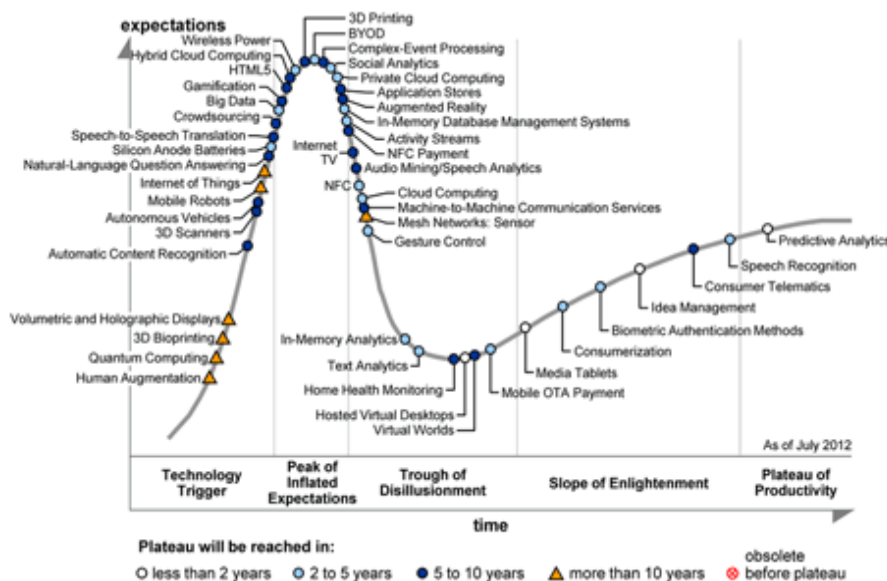 expectations
3D Printing
BYOD
Wireless Power
Complex-Event Processing
Hybrid Cloud Computing
Social Analytics
HTML5
Private Cloud Computing
Gamification
Application Stores
Big Data
Augmented Reality
Crowdsourcing
In-Memory Database Management Systems
Speech-to-Speech Translation
Activity Streams
Silicon Anode Batteries
NFC Payment
Internet
TV
Natural-Language Question Answering
Audio Mining/Speech Analytics
Internet of Things
NFC
Mobile Robots
Cloud Computing
Autonomous Vehicles
Machine-to-Machine Communication Services
3D Scanners
Mesh Networks: Sensor
Automatic Content Recognition
Gesture Control
Predictive Analytics
Speech Recognition
Consumer Telematics
Idea Management
Volumetric and Holographic Displays
Biometric Authentication Methods
3D Bioprinting
In-Memory Analytics
Consumerization
Quantum Computing
Text Analytics
Media Tablets
Human Augmentation
Home Health Monitoring
Mobile OTA Payment
Hosted Virtual Desktops
Virtual Worlds
As of July 2012
Technology
Trigger
Peak of
Inflated
Expectations
Trough of
Disillusionment
Slope of Enlightenment
Plateau of
Productivity
time
Plateau will be reached in:
less than 2 years
2 to 5 years
5 to 10 years
more than 10 years
obsolete
before plateau